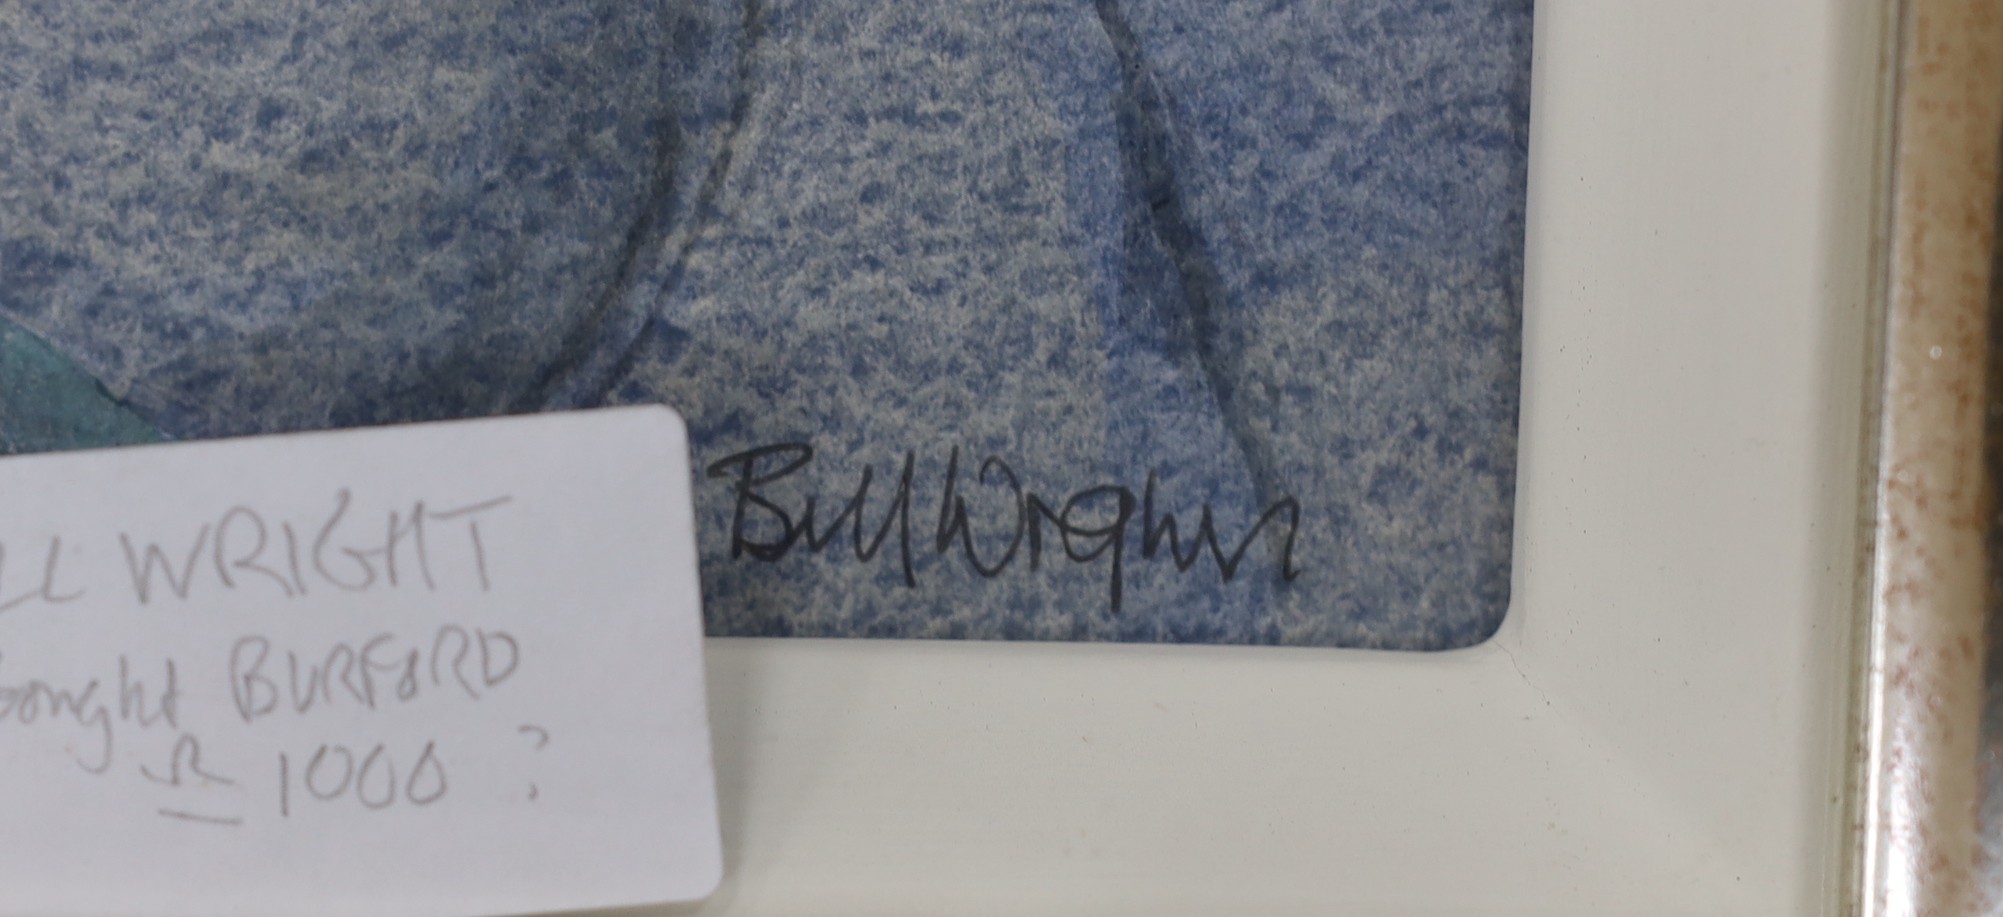 Bill Wright
LL WRIGHT
bought BURFORD
1000 ?